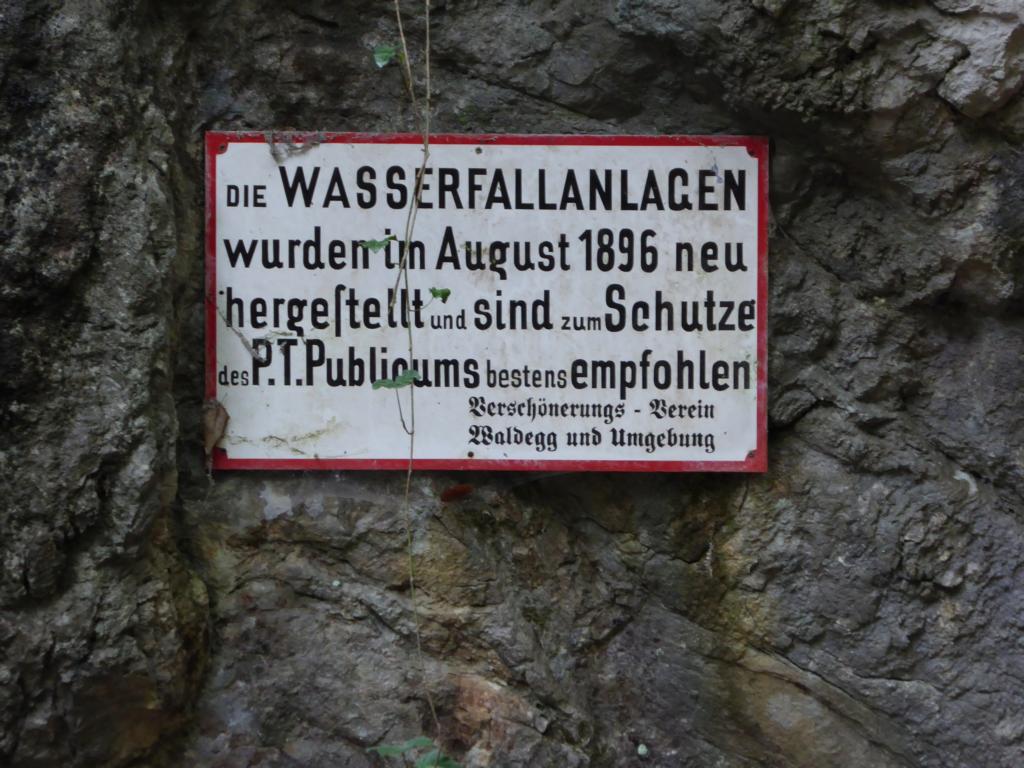 DIE WASSERFALLANLAGEN
wurden im August 1896 neu
hergeſtellt und sind zum Schutze
des P.T. Publicums bestens empfohlen
Verschönerungs - Verein
Waldegg und Umgebung